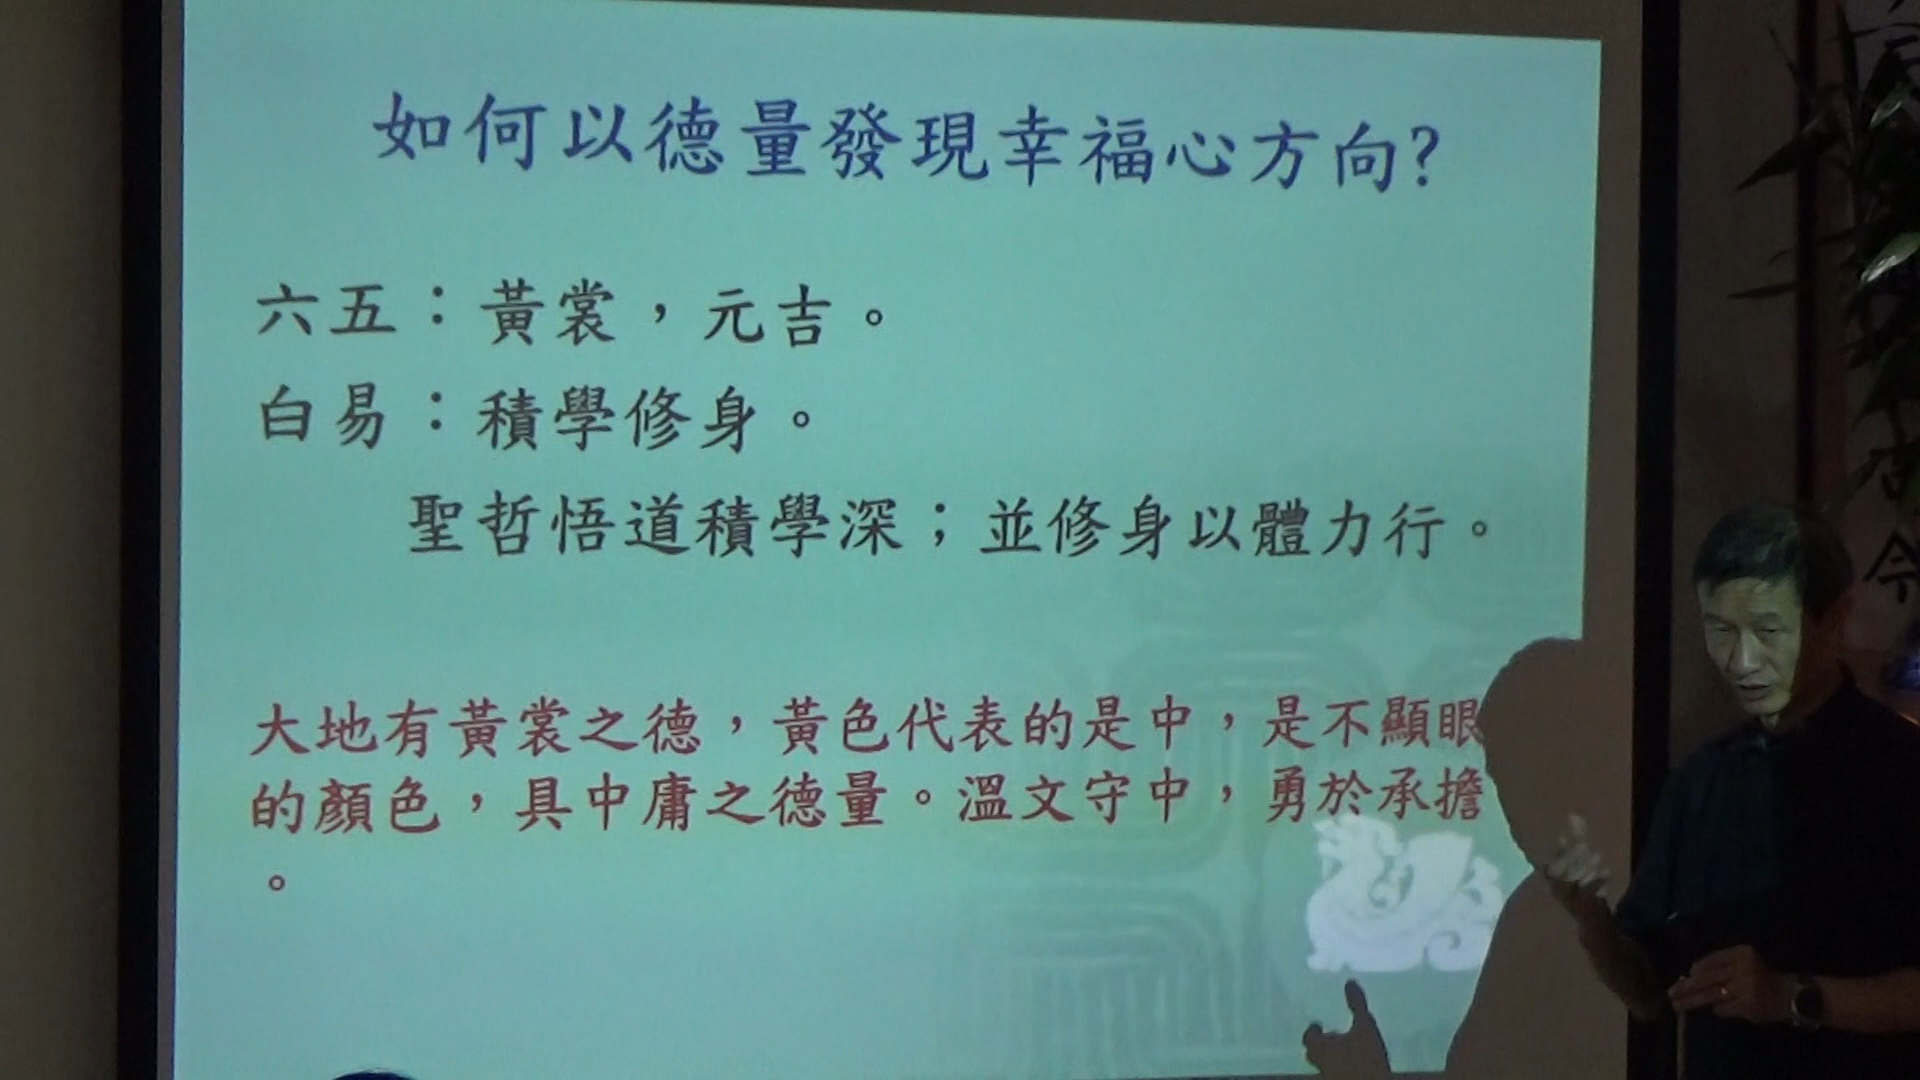 如何以德量發現幸福心方向?
六五：黃裳，元吉。
白易：積學修身。
聖哲悟道積學深；並修身以體力行。
大地有黃裳之德，黃色代表的是中，是不顯眼
的顏色，具中庸之德量。溫文守中，勇於承擔
。
今